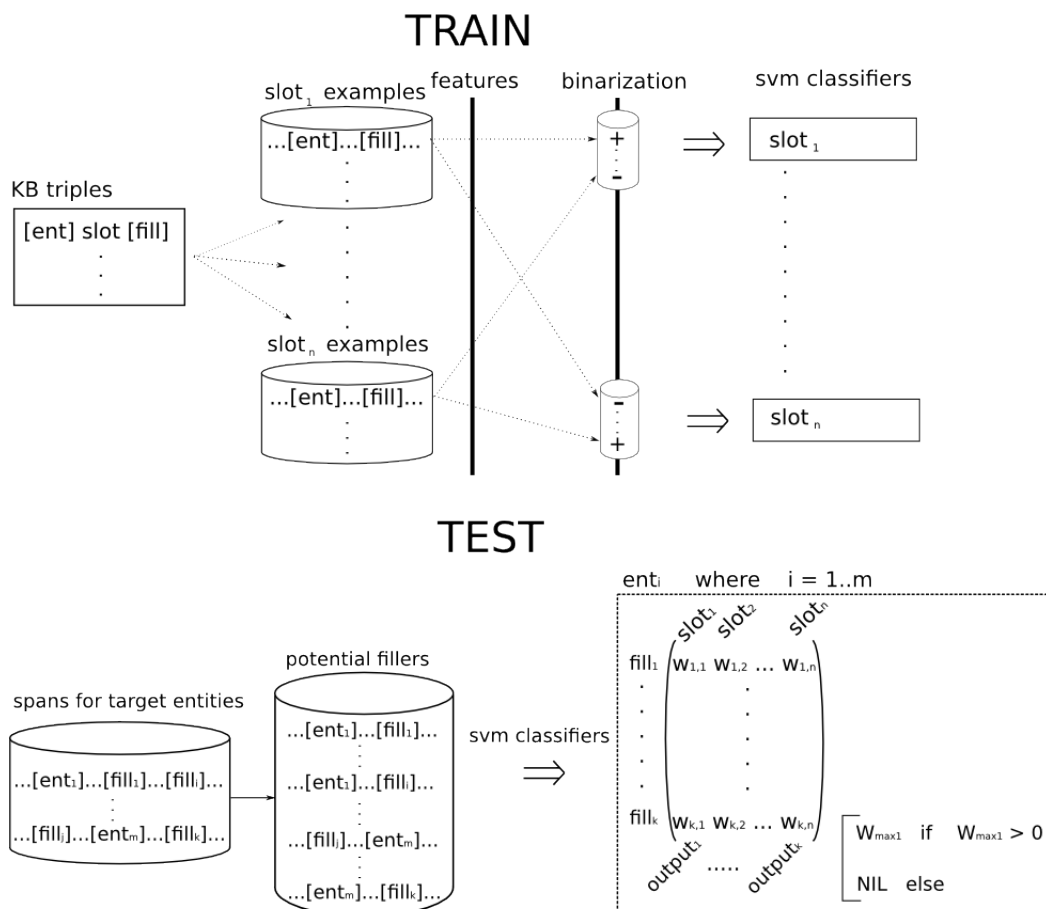 TRAIN
features
binarization
svm classifiers
slot₁ examples
...[ent]...[fill]...
+
-
slot₁
KB triples
[ent] slot [fill]
slotₙ examples
...[ent]...[fill]...
-
+
slotₙ
TEST
entᵢ where i = 1..m
slot₁ slot₂ slotₙ
potential fillers
fill₁ w₁,₁ w₁,₂ ... w₁,ₙ
spans for target entities
...[ent₁]...[fill₁]...
svm classifiers
...[ent₁]...[fill₁]...[fillᵢ]...
...[ent₁]...[fillᵢ]...
...[fillⱼ]...[entₘ]...[fillₖ]...
...[fillⱼ]...[entₘ]...
...[entₘ]...[fillₖ]...
fillₖ wₖ,₁ wₖ,₂ ... wₖ,ₙ
output₁ ..... outputₖ
Wₘₐₓ₁ if Wₘₐₓ₁ > 0
NIL else